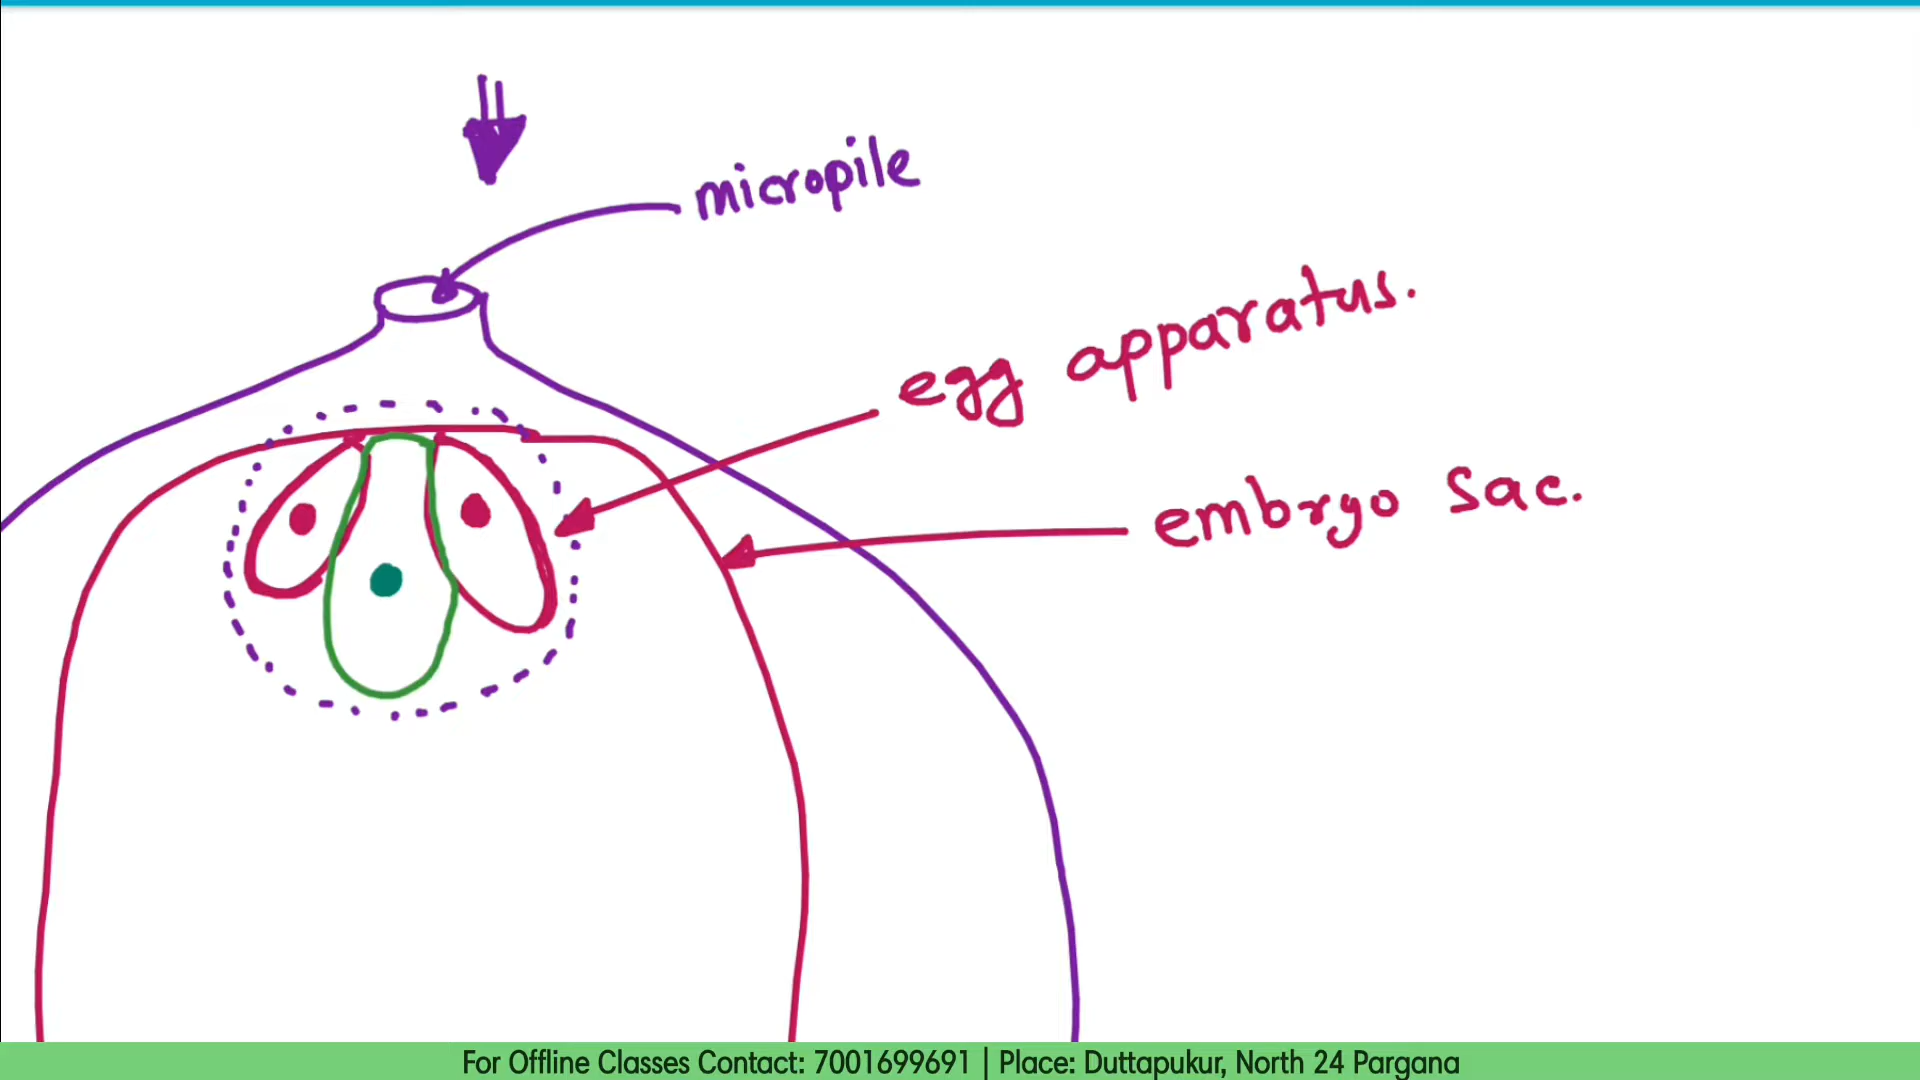 micropile
egg apparatus.
embryo sac.
For Offline Classes Contact: 7001699691 | Place: Duttapukur, North 24 Pargana